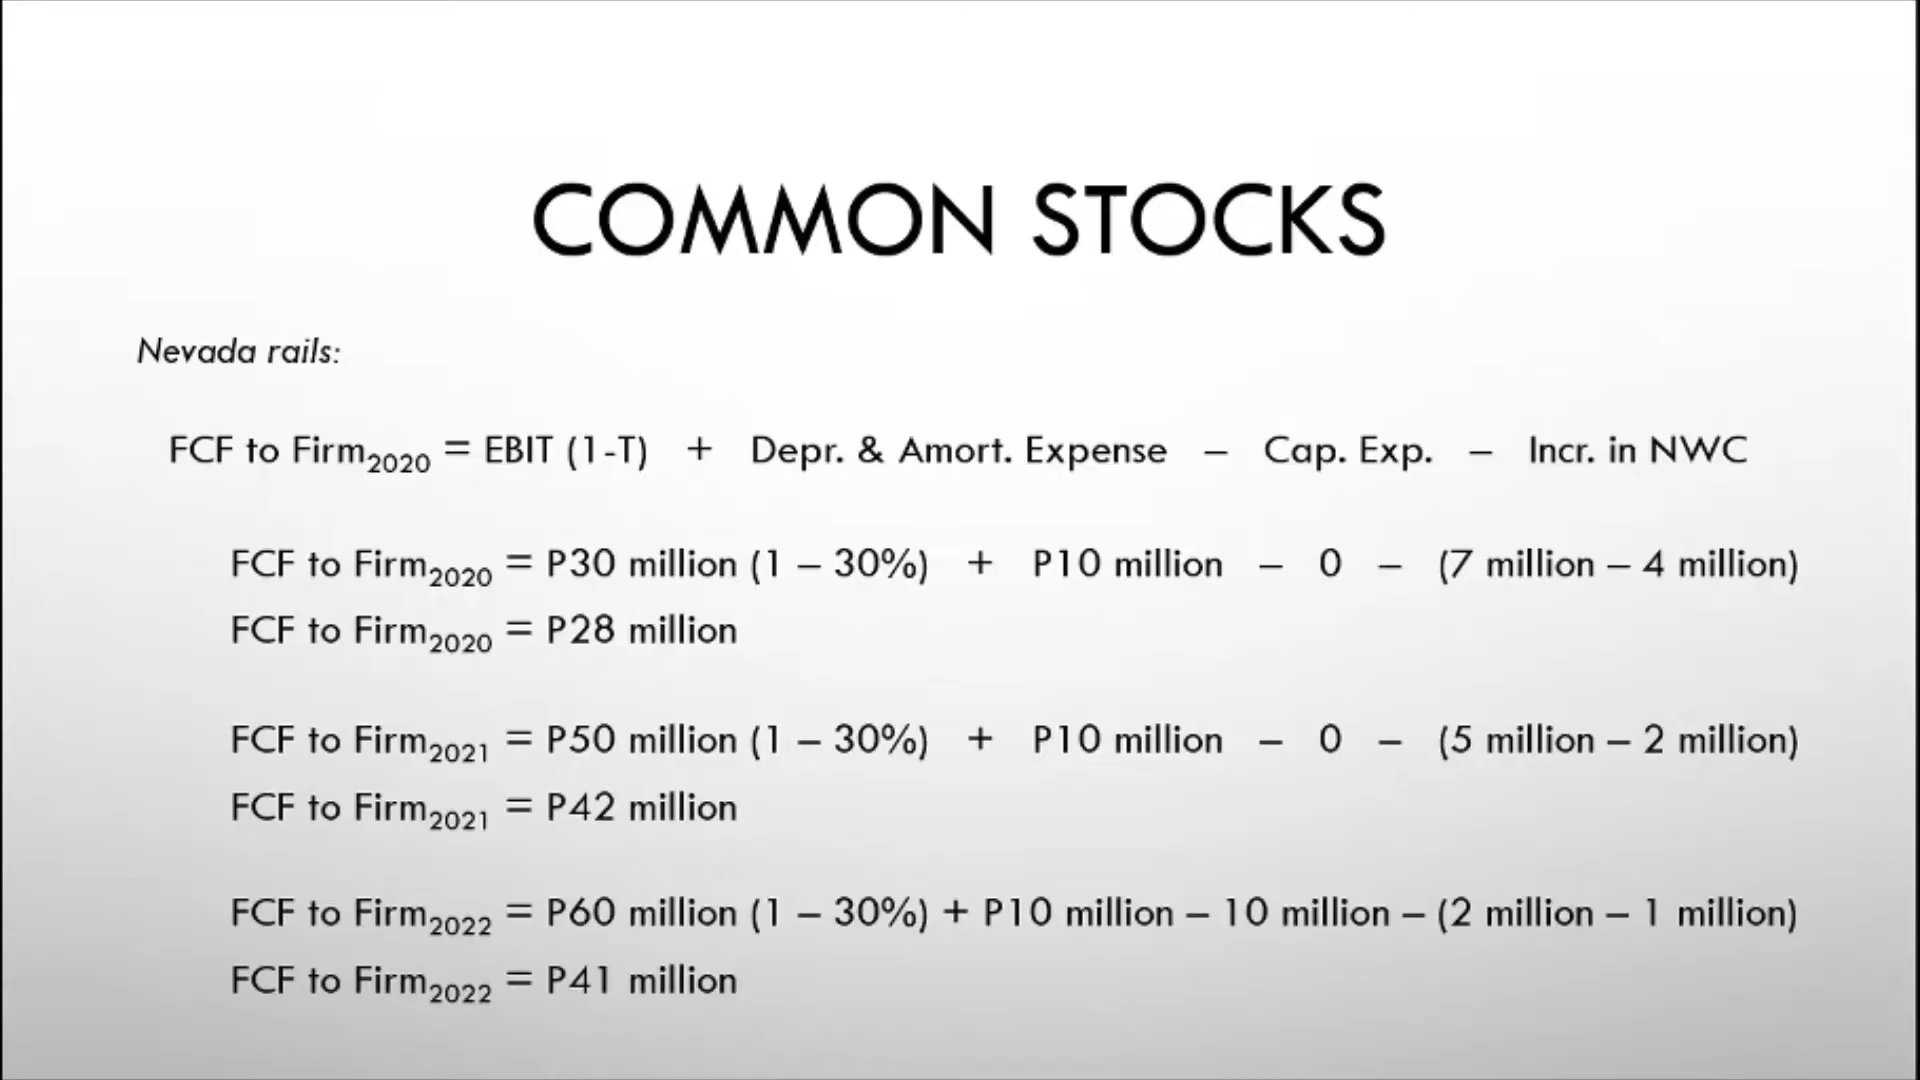 COMMON STOCKS
Nevada rails:
FCF to Firm2020 = EBIT (1-T) + Depr. & Amort. Expense – Cap. Exp. – Incr. in NWC
FCF to Firm2020 = P30 million (1 – 30%) + P10 million – 0 – (7 million – 4 million)
FCF to Firm2020 = P28 million
FCF to Firm2021 = P50 million (1 – 30%) + P10 million – 0 – (5 million – 2 million)
FCF to Firm2021 = P42 million
FCF to Firm2022 = P60 million (1 – 30%) + P10 million – 10 million – (2 million – 1 million)
FCF to Firm2022 = P41 million